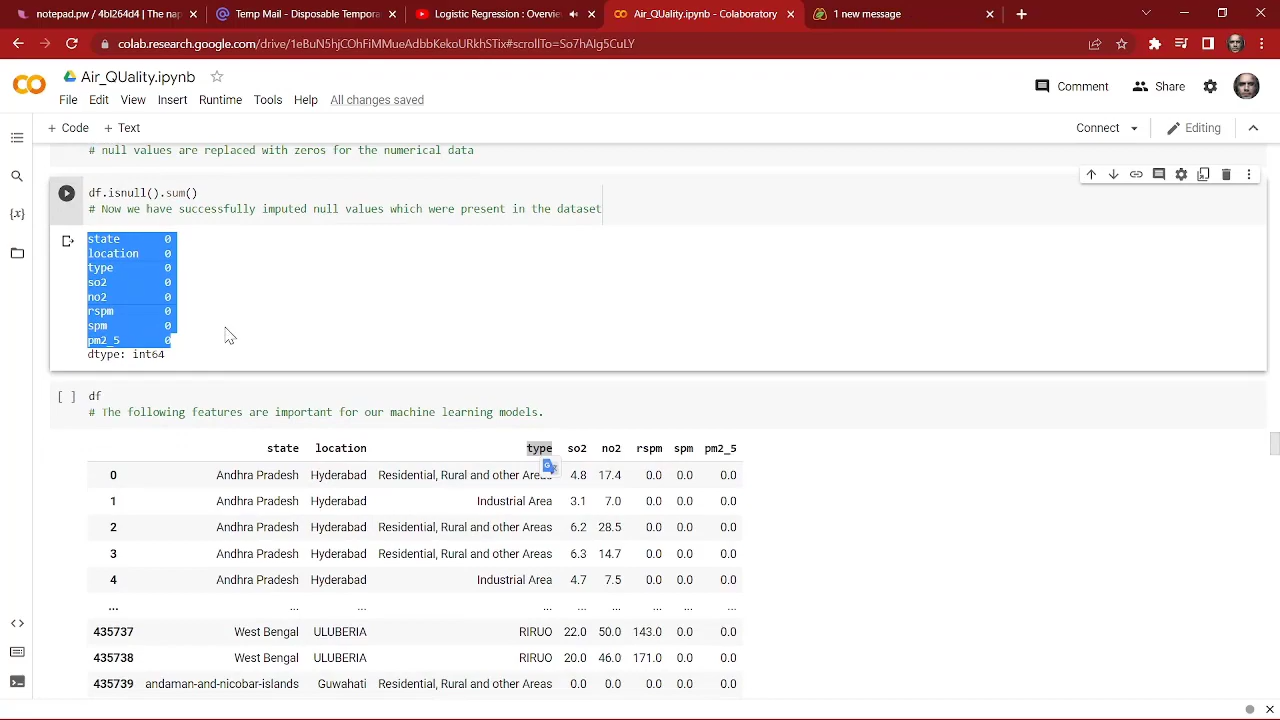 notepad.pw / 4bl264d4 | The nap
Temp Mail - Disposable Tempora
Logistic Regression : Overvie
Air_QUality.ipynb - Colaboratory
1 new message
colab.research.google.com/drive/1eBuN5hjCOhFiMMueAdbbKekoURkhSTix#scrollTo=So7hAIg5CuLY
CO
Air_QUality.ipynb
Comment
Share
File Edit View Insert Runtime Tools Help All changes saved
+ Code + Text
Connect
Editing
# null values are replaced with zeros for the numerical data
df.isnull().sum()
# Now we have successfully imputed null values which were present in the dataset
state 0
location 0
type 0
so2 0
no2 0
rspm 0
spm 0
pm2_5 0
dtype: int64
[ ] df
# The following features are important for our machine learning models.
state location type so2 no2 rspm spm pm2_5
0 Andhra Pradesh Hyderabad Residential, Rural and other Areas 4.8 17.4 0.0 0.0 0.0
1 Andhra Pradesh Hyderabad Industrial Area 3.1 7.0 0.0 0.0 0.0
2 Andhra Pradesh Hyderabad Residential, Rural and other Areas 6.2 28.5 0.0 0.0 0.0
3 Andhra Pradesh Hyderabad Residential, Rural and other Areas 6.3 14.7 0.0 0.0 0.0
4 Andhra Pradesh Hyderabad Industrial Area 4.7 7.5 0.0 0.0 0.0
... ... ... ... ... ... ... ... ...
435737 West Bengal ULUBERIA RIRUO 22.0 50.0 143.0 0.0 0.0
435738 West Bengal ULUBERIA RIRUO 20.0 46.0 171.0 0.0 0.0
435739 andaman-and-nicobar-islands Guwahati Residential, Rural and other Areas 0.0 0.0 0.0 0.0 0.0